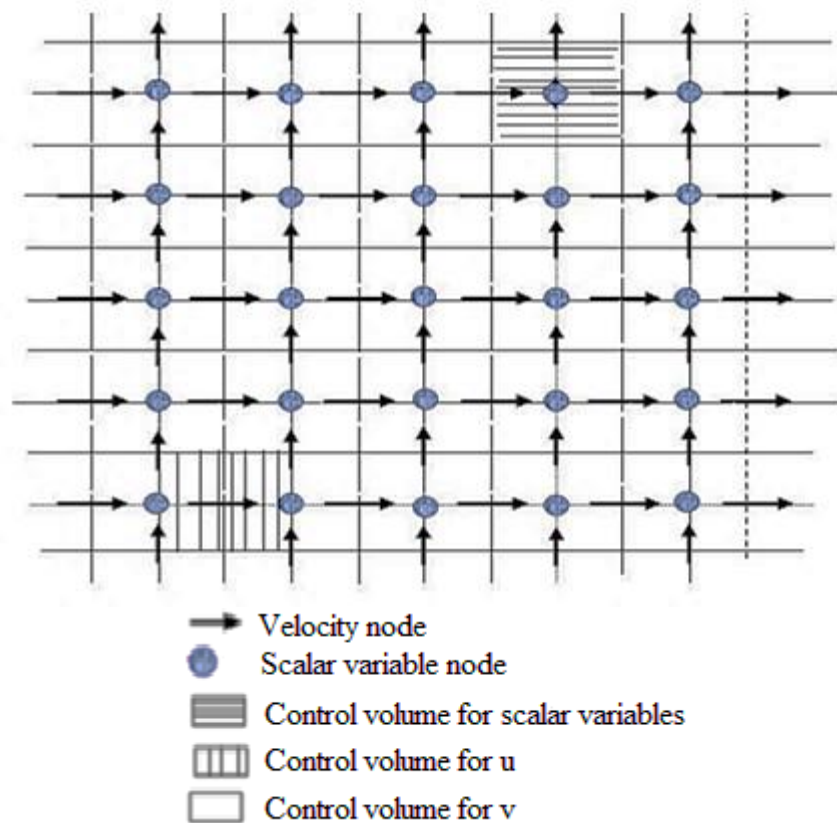 Velocity node
Scalar variable node
Control volume for scalar variables
Control volume for u
Control volume for v